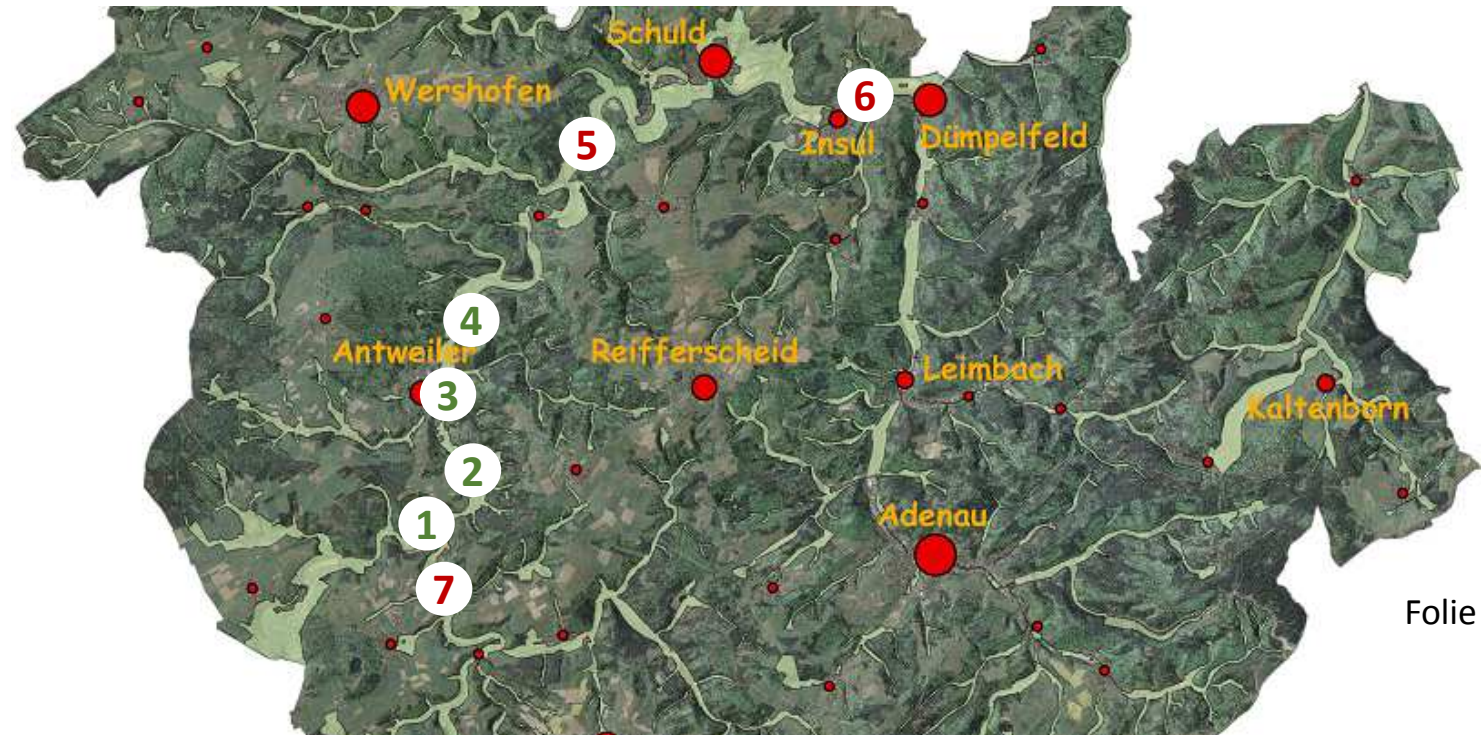 Schuld
Wershofen
6
Insul
Dümpelfeld
5
4
Antweiler
Reifferscheid
Leimbach
3
Kaltenborn
2
1
Adenau
7
Folie